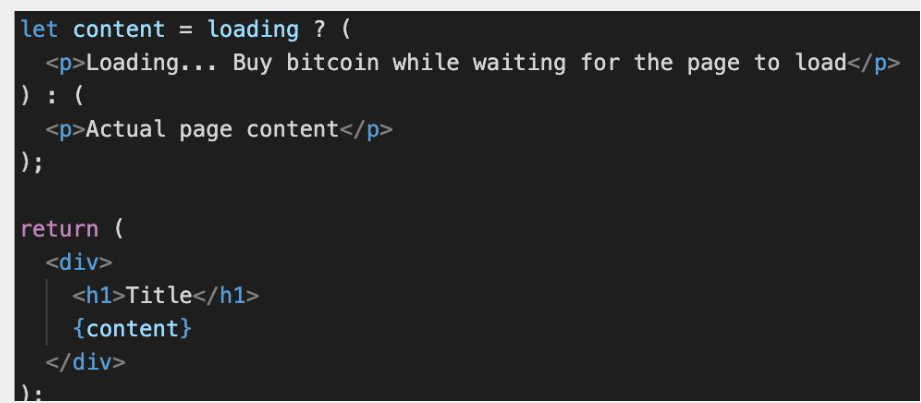 let content = loading ? (
<p>Loading... Buy bitcoin while waiting for the page to load</p>
) : (
<p>Actual page content</p>
);
return (
<div>
<h1>Title</h1>
{content}
</div>
);